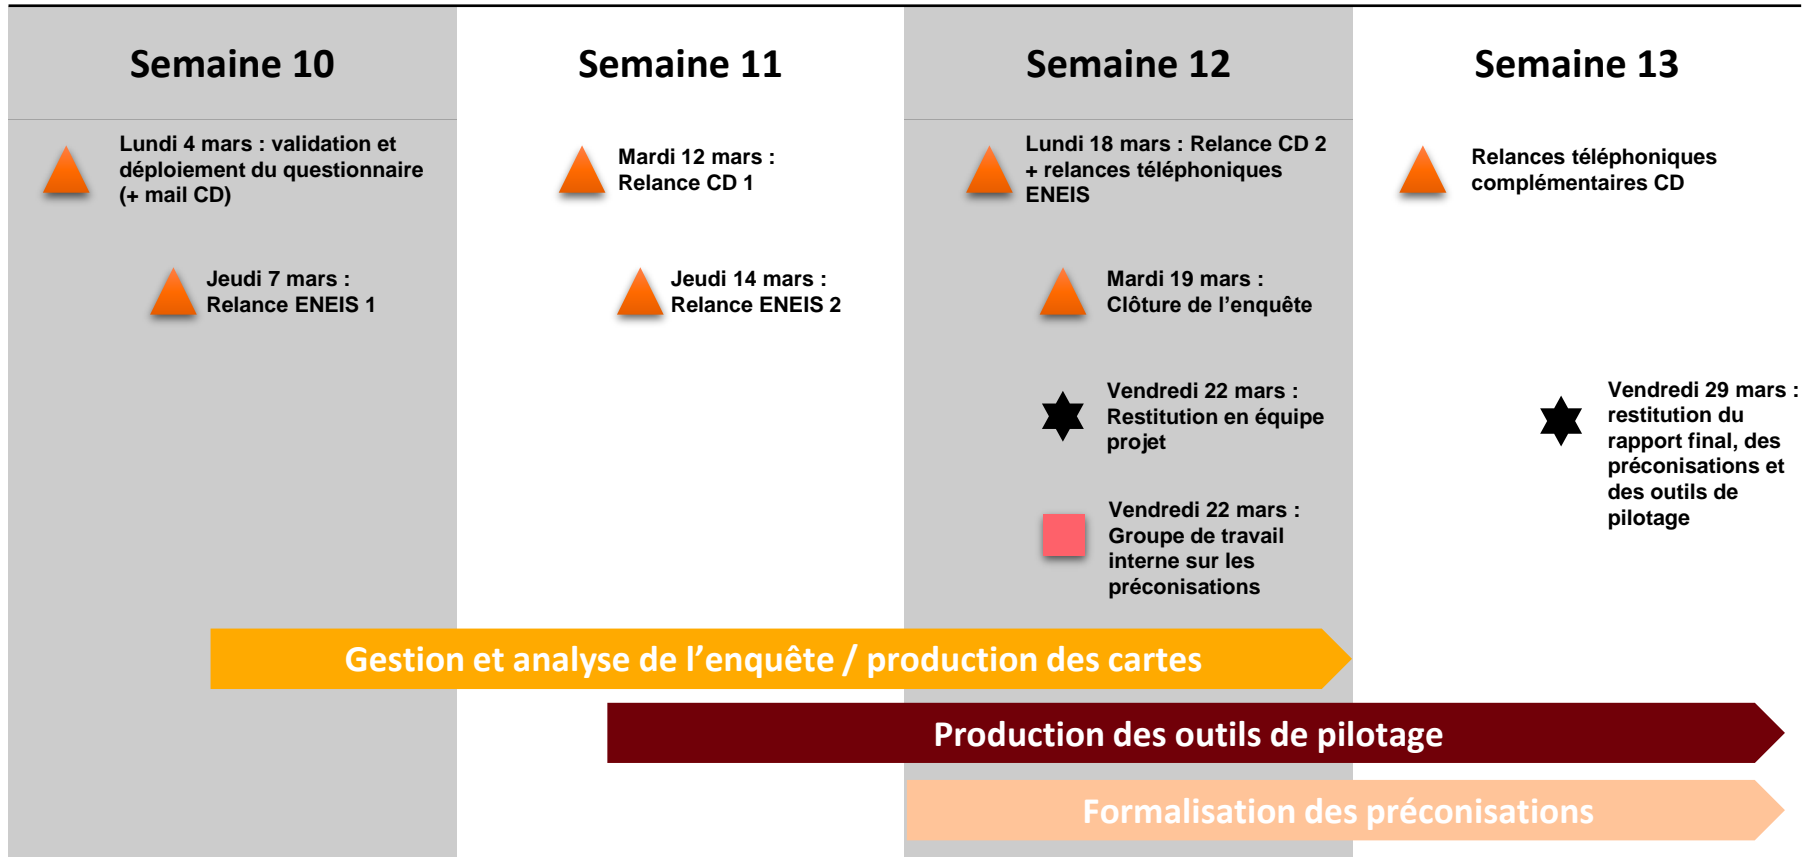 Semaine 10
Semaine 11
Semaine 12
Semaine 13
Lundi 4 mars : validation et
déploiement du questionnaire
(+ mail CD)
Jeudi 7 mars :
Relance ENEIS 1
Mardi 12 mars :
Relance CD 1
Jeudi 14 mars :
Relance ENEIS 2
Lundi 18 mars : Relance CD 2
+ relances téléphoniques
ENEIS
Mardi 19 mars :
Clôture de l’enquête
Vendredi 22 mars :
Restitution en équipe
projet
Vendredi 22 mars :
Groupe de travail
interne sur les
préconisations
Relances téléphoniques
complémentaires CD
Vendredi 29 mars :
restitution du
rapport final, des
préconisations et
des outils de
pilotage
Gestion et analyse de l’enquête / production des cartes
Production des outils de pilotage
Formalisation des préconisations